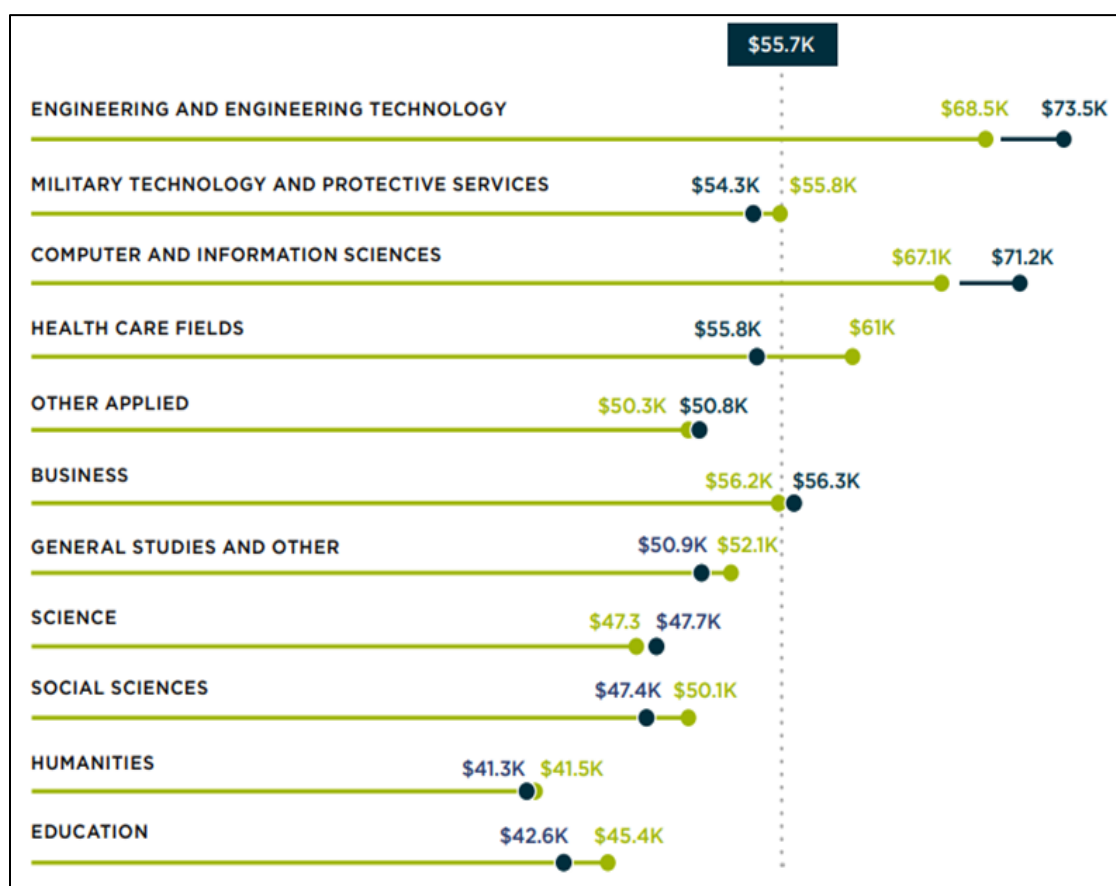 $55.7K
ENGINEERING AND ENGINEERING TECHNOLOGY
$68.5K $73.5K
MILITARY TECHNOLOGY AND PROTECTIVE SERVICES
$54.3K $55.8K
COMPUTER AND INFORMATION SCIENCES
$67.1K $71.2K
HEALTH CARE FIELDS
$55.8K $61K
OTHER APPLIED
$50.3K $50.8K
BUSINESS
$56.2K $56.3K
GENERAL STUDIES AND OTHER
$50.9K $52.1K
SCIENCE
$47.3 $47.7K
SOCIAL SCIENCES
$47.4K $50.1K
HUMANITIES
$41.3K $41.5K
EDUCATION
$42.6K $45.4K